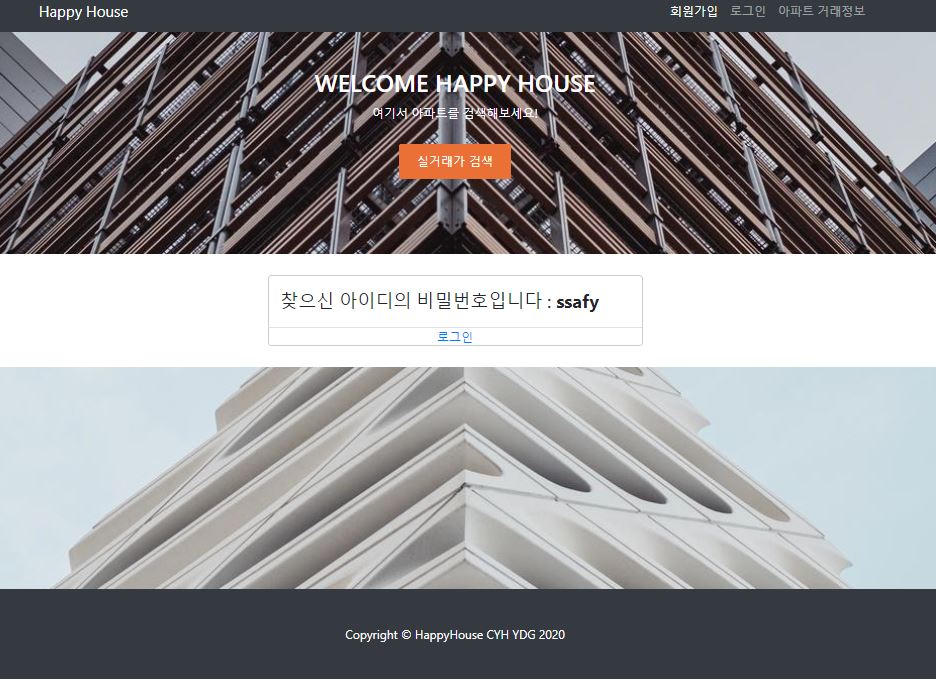 Happy House
회원가입 로그인 아파트 거래정보
WELCOME HAPPY HOUSE
여기서 아파트를 검색해보세요!
실거래가 검색
찾으신 아이디의 비밀번호입니다 : ssafy
로그인
Copyright © HappyHouse CYH YDG 2020